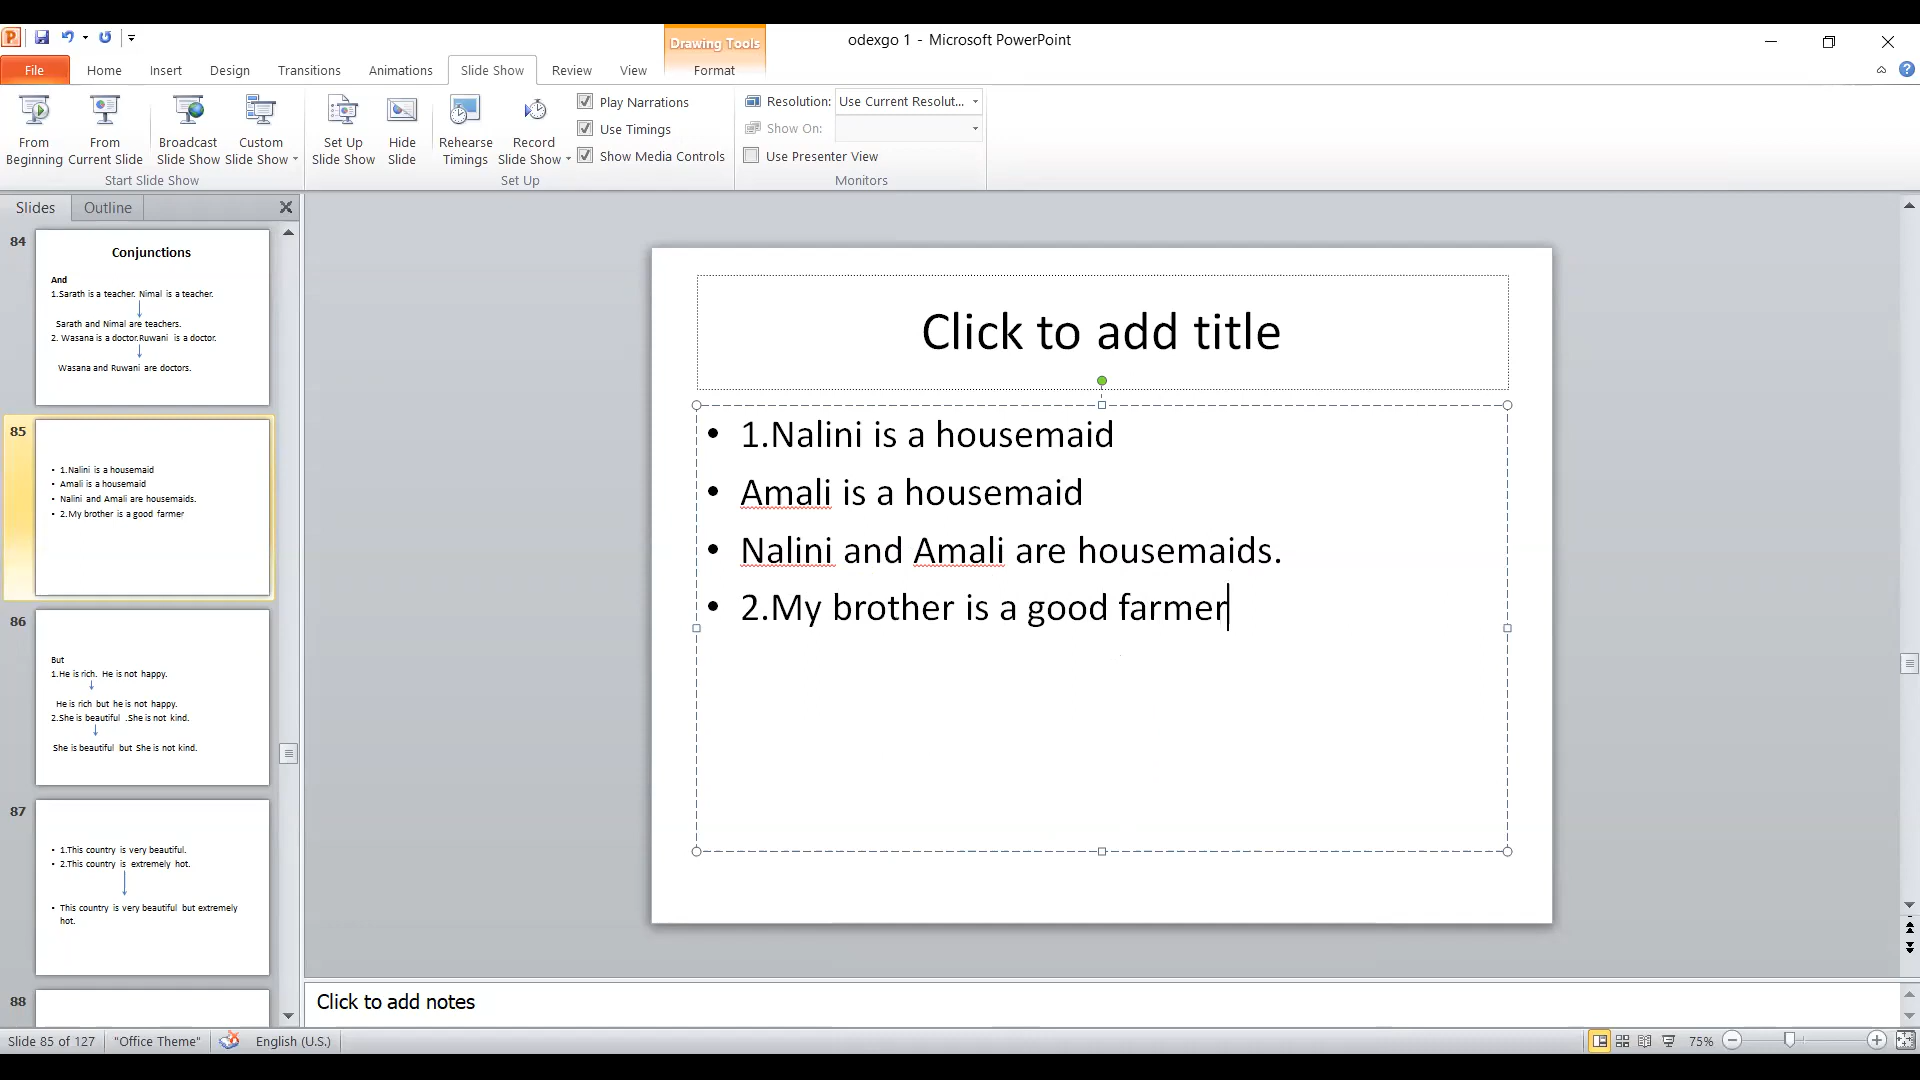 odexgo 1 - Microsoft PowerPoint
Drawing Tools
File Home Insert Design Transitions Animations Slide Show Review View Format
From Beginning
From Current Slide
Broadcast Slide Show
Custom Slide Show
Set Up Slide Show
Hide Slide
Rehearse Timings
Record Slide Show
Play Narrations
Use Timings
Show Media Controls
Resolution: Use Current Resolut...
Show On:
Use Presenter View
Start Slide Show
Set Up
Monitors
Slides Outline
84
Conjunctions
And
1.Sarath is a teacher. Nimal is a teacher.
Sarath and Nimal are teachers.
2. Wasana is a doctor.Ruwani is a doctor.
Wasana and Ruwani are doctors.
85
• 1.Nalini is a housemaid
• Amali is a housemaid
• Nalini and Amali are housemaids.
• 2.My brother is a good farmer
86
But
1.He is rich. He is not happy.
He is rich but he is not happy.
2.She is beautiful .She is not kind.
She is beautiful but She is not kind.
87
• 1.This country is very beautiful.
• 2.This country is extremely hot.
• This country is very beautiful but extremely
hot.
88
Click to add title
• 1.Nalini is a housemaid
• Amali is a housemaid
• Nalini and Amali are housemaids.
• 2.My brother is a good farmer
Click to add notes
Slide 85 of 127 "Office Theme" English (U.S.) 75%